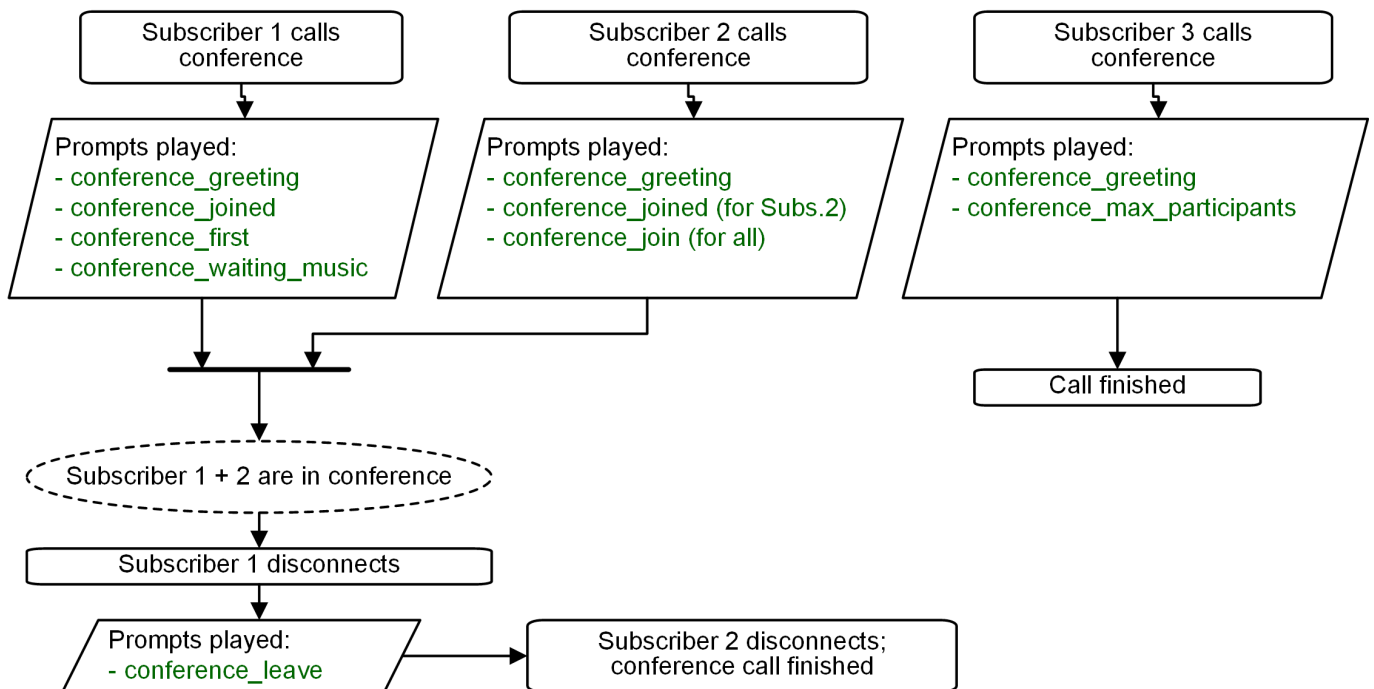 Subscriber 1 calls
conference
Subscriber 2 calls
conference
Subscriber 3 calls
conference
Prompts played:
- conference_greeting
- conference_joined
- conference_first
- conference_waiting_music
Prompts played:
- conference_greeting
- conference_joined (for Subs.2)
- conference_join (for all)
Prompts played:
- conference_greeting
- conference_max_participants
Call finished
Subscriber 1 + 2 are in conference
Subscriber 1 disconnects
Prompts played:
- conference_leave
Subscriber 2 disconnects;
conference call finished